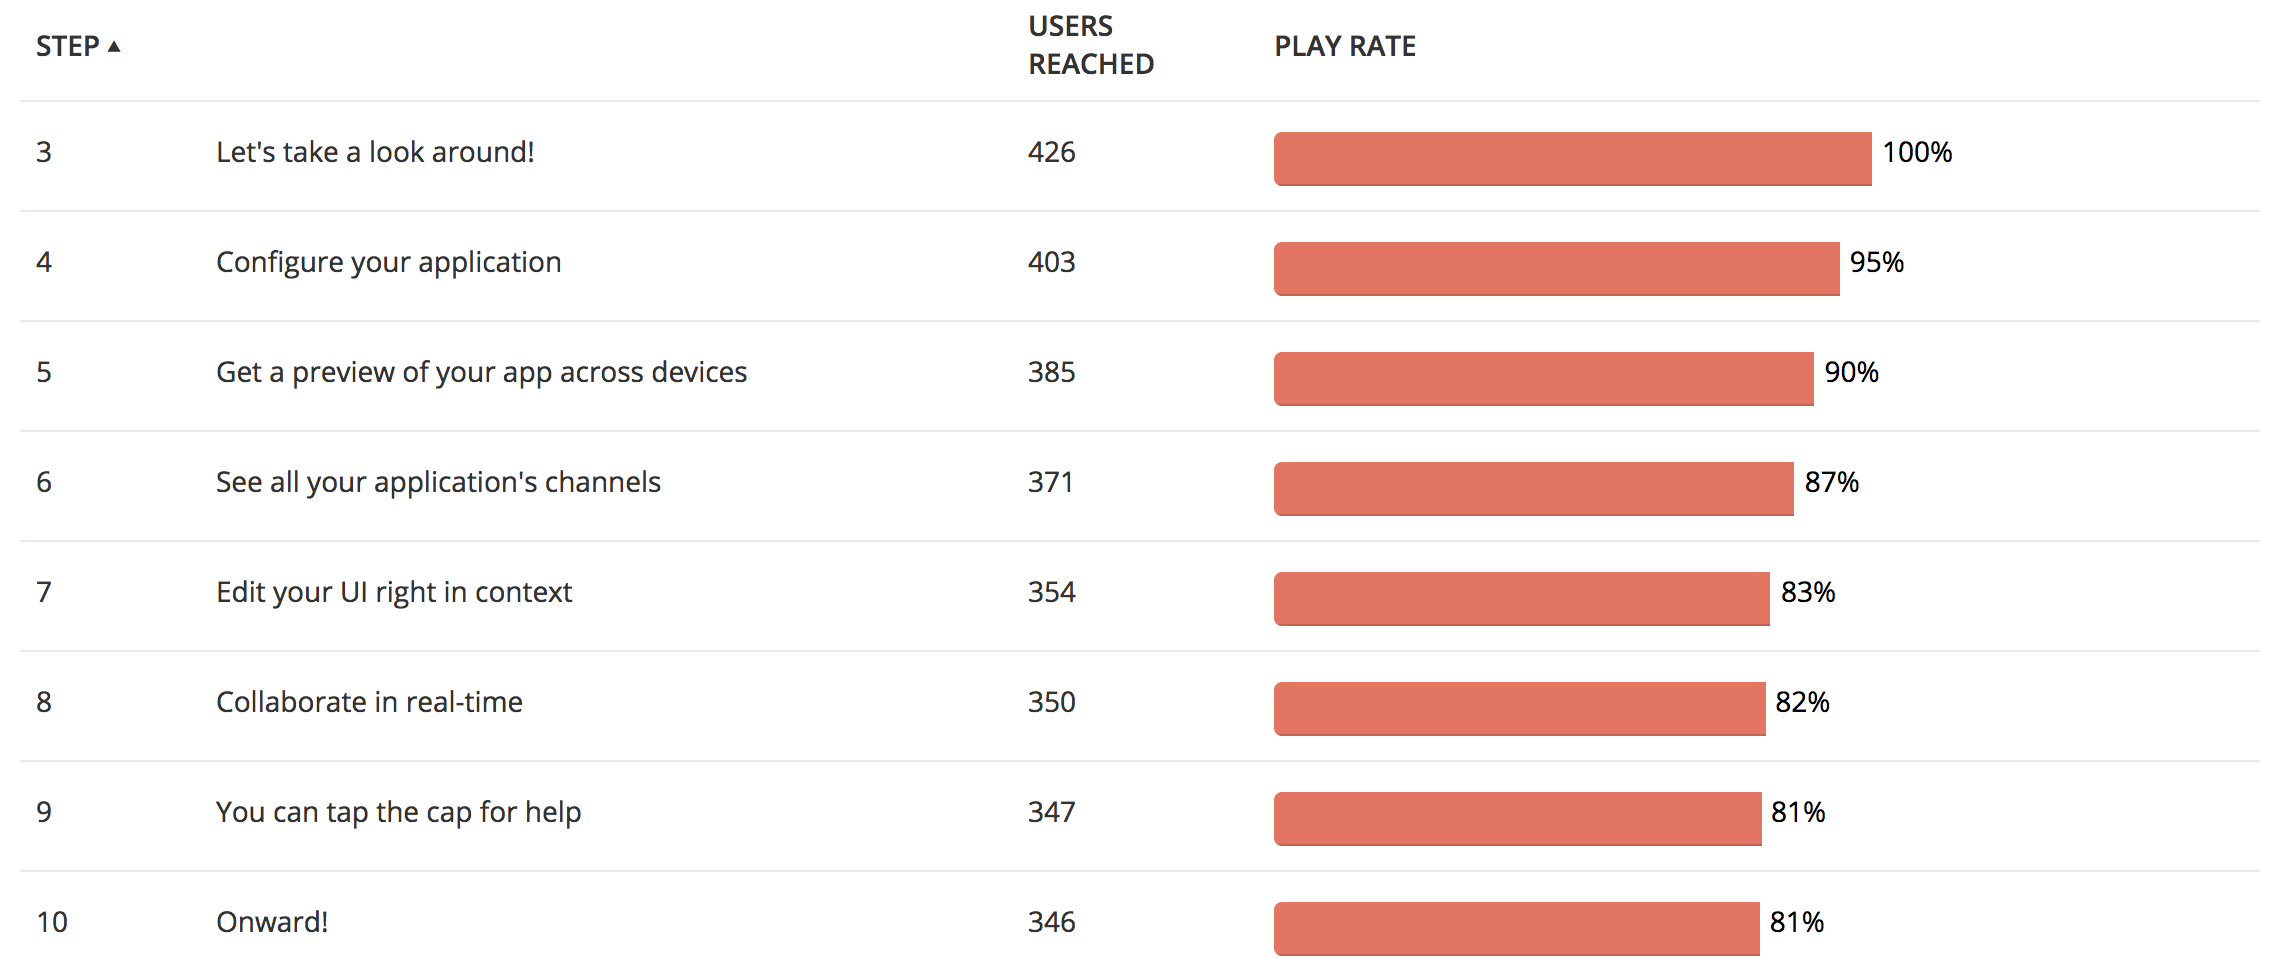 STEP ▲ USERS REACHED PLAY RATE
3 Let's take a look around! 426 100%
4 Configure your application 403 95%
5 Get a preview of your app across devices 385 90%
6 See all your application's channels 371 87%
7 Edit your UI right in context 354 83%
8 Collaborate in real-time 350 82%
9 You can tap the cap for help 347 81%
10 Onward! 346 81%